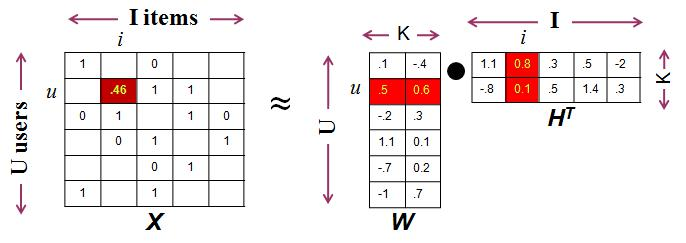 I items
i
U users
u
1 0
.46 1 1
0 1 1 0
0 1 1
0 1
1 1
X
≈
K
U
u
.1 -.4
.5 0.6
-.2 .3
1.1 0.1
-.7 0.2
-1 .7
W
I
i
1.1 0.8 .3 .5 -2
-.8 0.1 .5 1.4 .3
K
Hᵀ